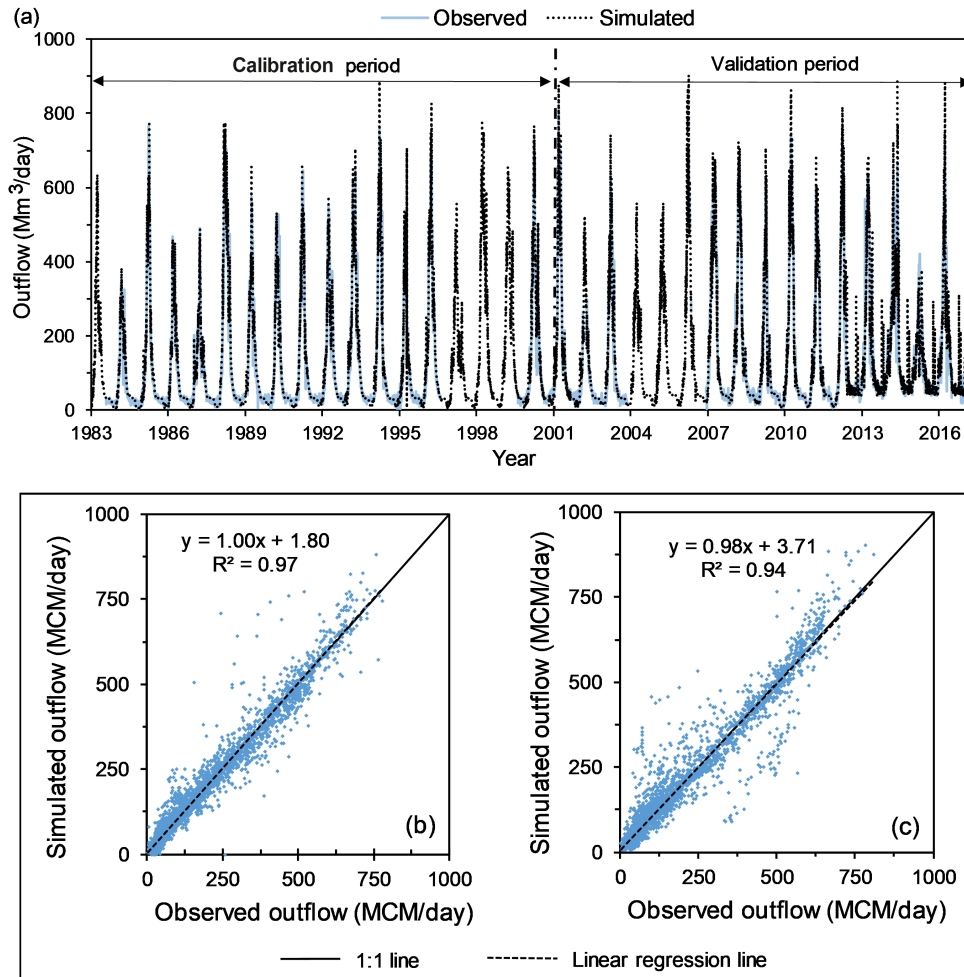 (a)
Observed Simulated
Outflow (Mm³/day)
1000
800
600
400
200
0
Calibration period
Validation period
1983 1986 1989 1992 1995 1998 2001 2004 2007 2010 2013 2016
Year
Simulated outflow (MCM/day)
1000
750
500
250
0
y = 1.00x + 1.80
R² = 0.97
(b)
0 250 500 750 1000
Observed outflow (MCM/day)
Simulated outflow (MCM/day)
1000
750
500
250
0
y = 0.98x + 3.71
R² = 0.94
(c)
0 250 500 750 1000
Observed outflow (MCM/day)
1:1 line
Linear regression line